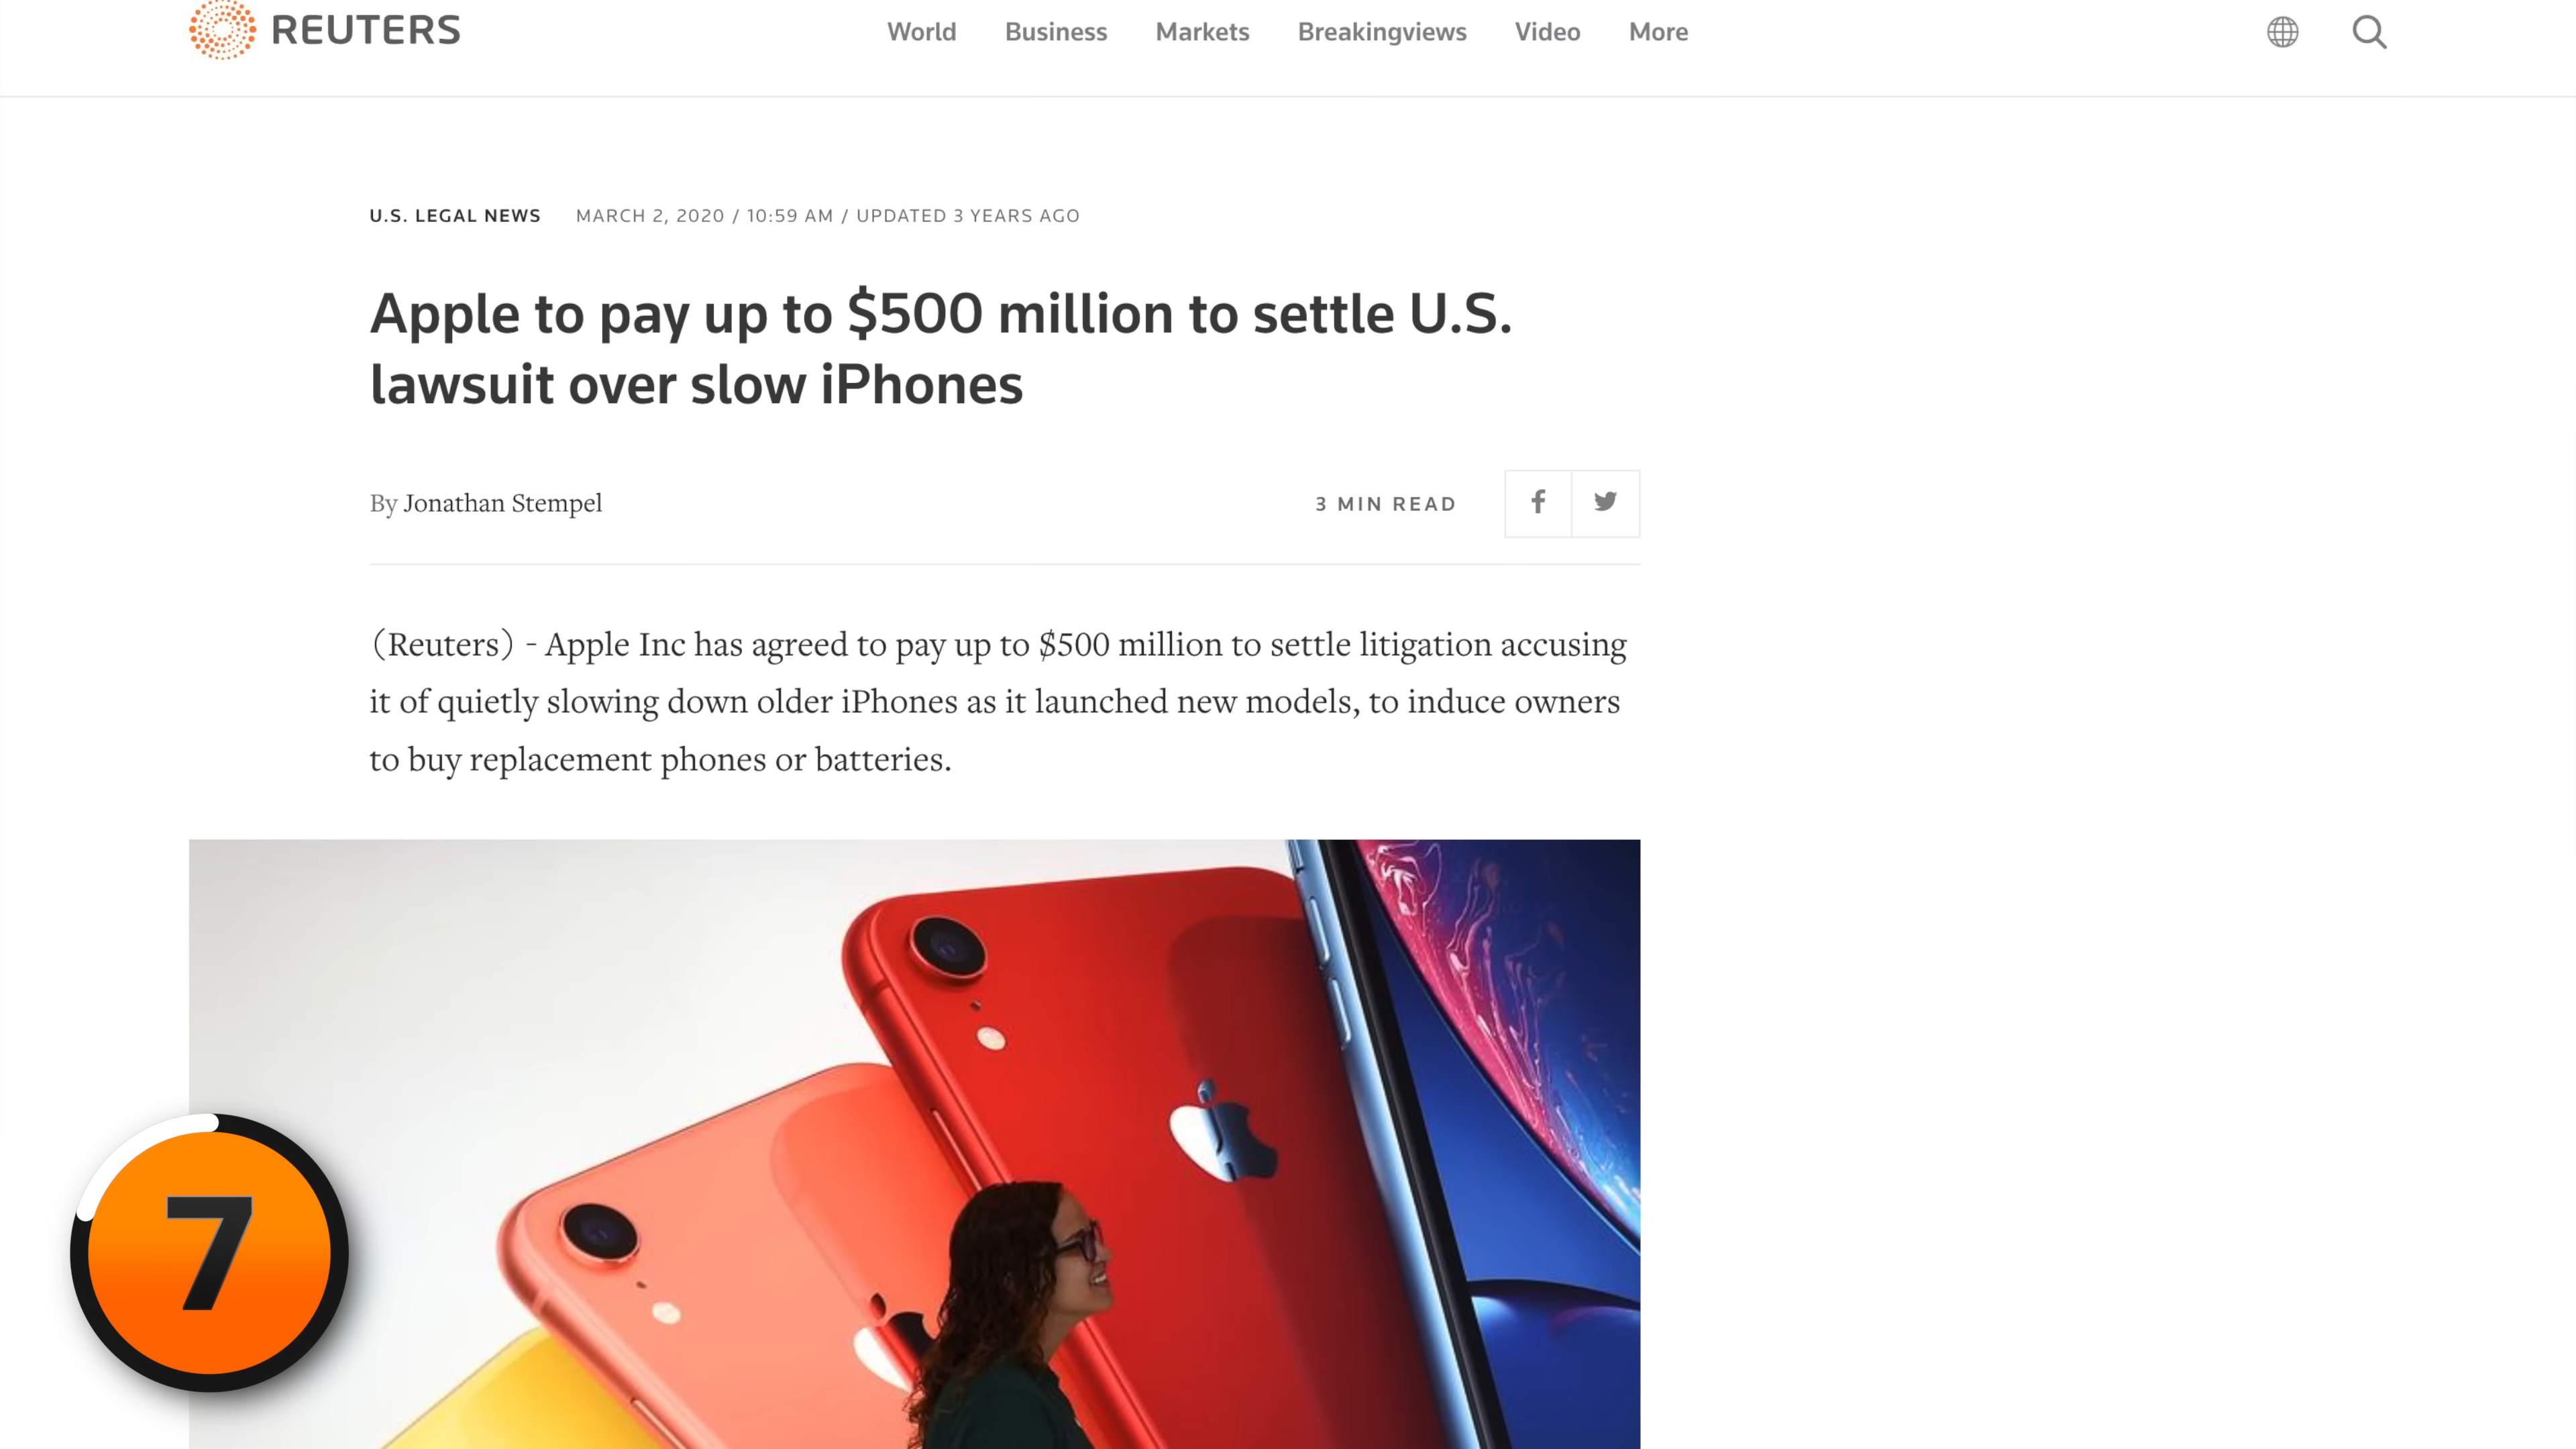 REUTERS
World Business Markets Breakingviews Video More
U.S. LEGAL NEWS MARCH 2, 2020 / 10:59 AM / UPDATED 3 YEARS AGO
Apple to pay up to $500 million to settle U.S.
lawsuit over slow iPhones
By Jonathan Stempel
3 MIN READ
(Reuters) - Apple Inc has agreed to pay up to $500 million to settle litigation accusing
it of quietly slowing down older iPhones as it launched new models, to induce owners
to buy replacement phones or batteries.
7